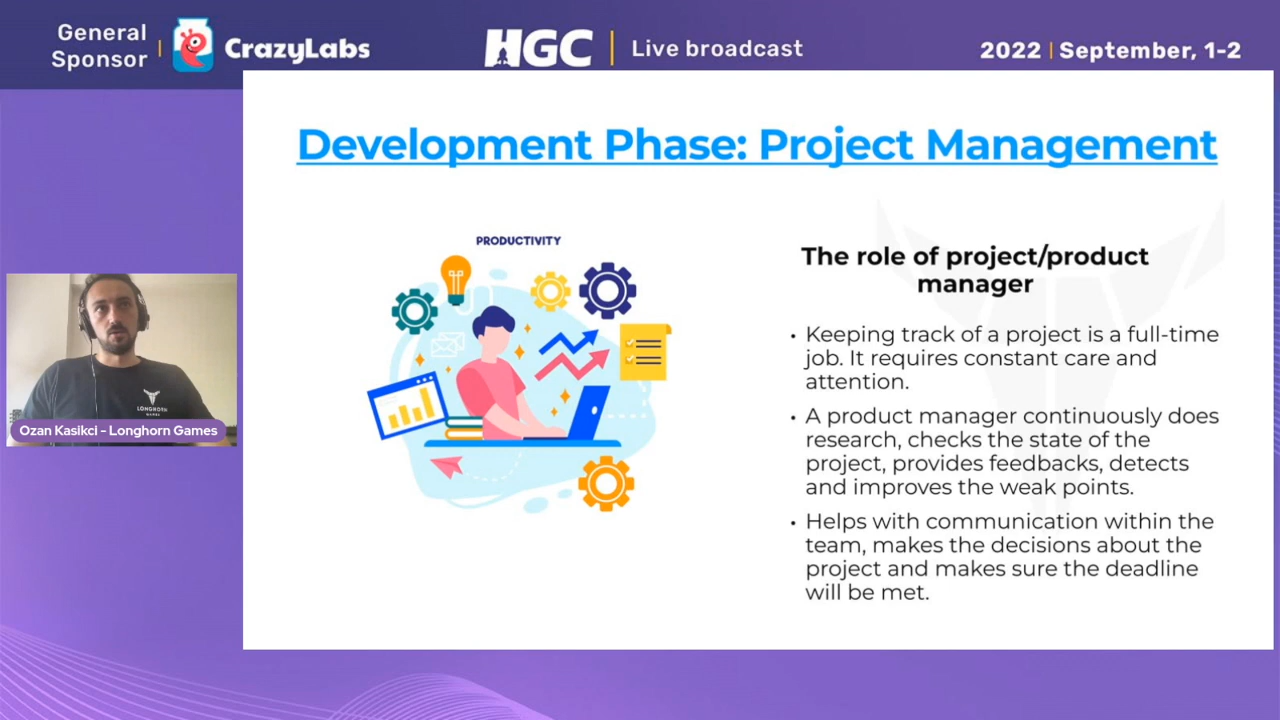 General
Sponsor
CrazyLabs
HGC
Live broadcast
2022 | September, 1-2
Development Phase: Project Management
PRODUCTIVITY
The role of project/product
manager
• Keeping track of a project is a full-time
job. It requires constant care and
attention.
• A product manager continuously does
research, checks the state of the
project, provides feedbacks, detects
and improves the weak points.
• Helps with communication within the
team, makes the decisions about the
project and makes sure the deadline
will be met.
LONGHORN
GAMES
Ozan Kasikci - Longhorn Games